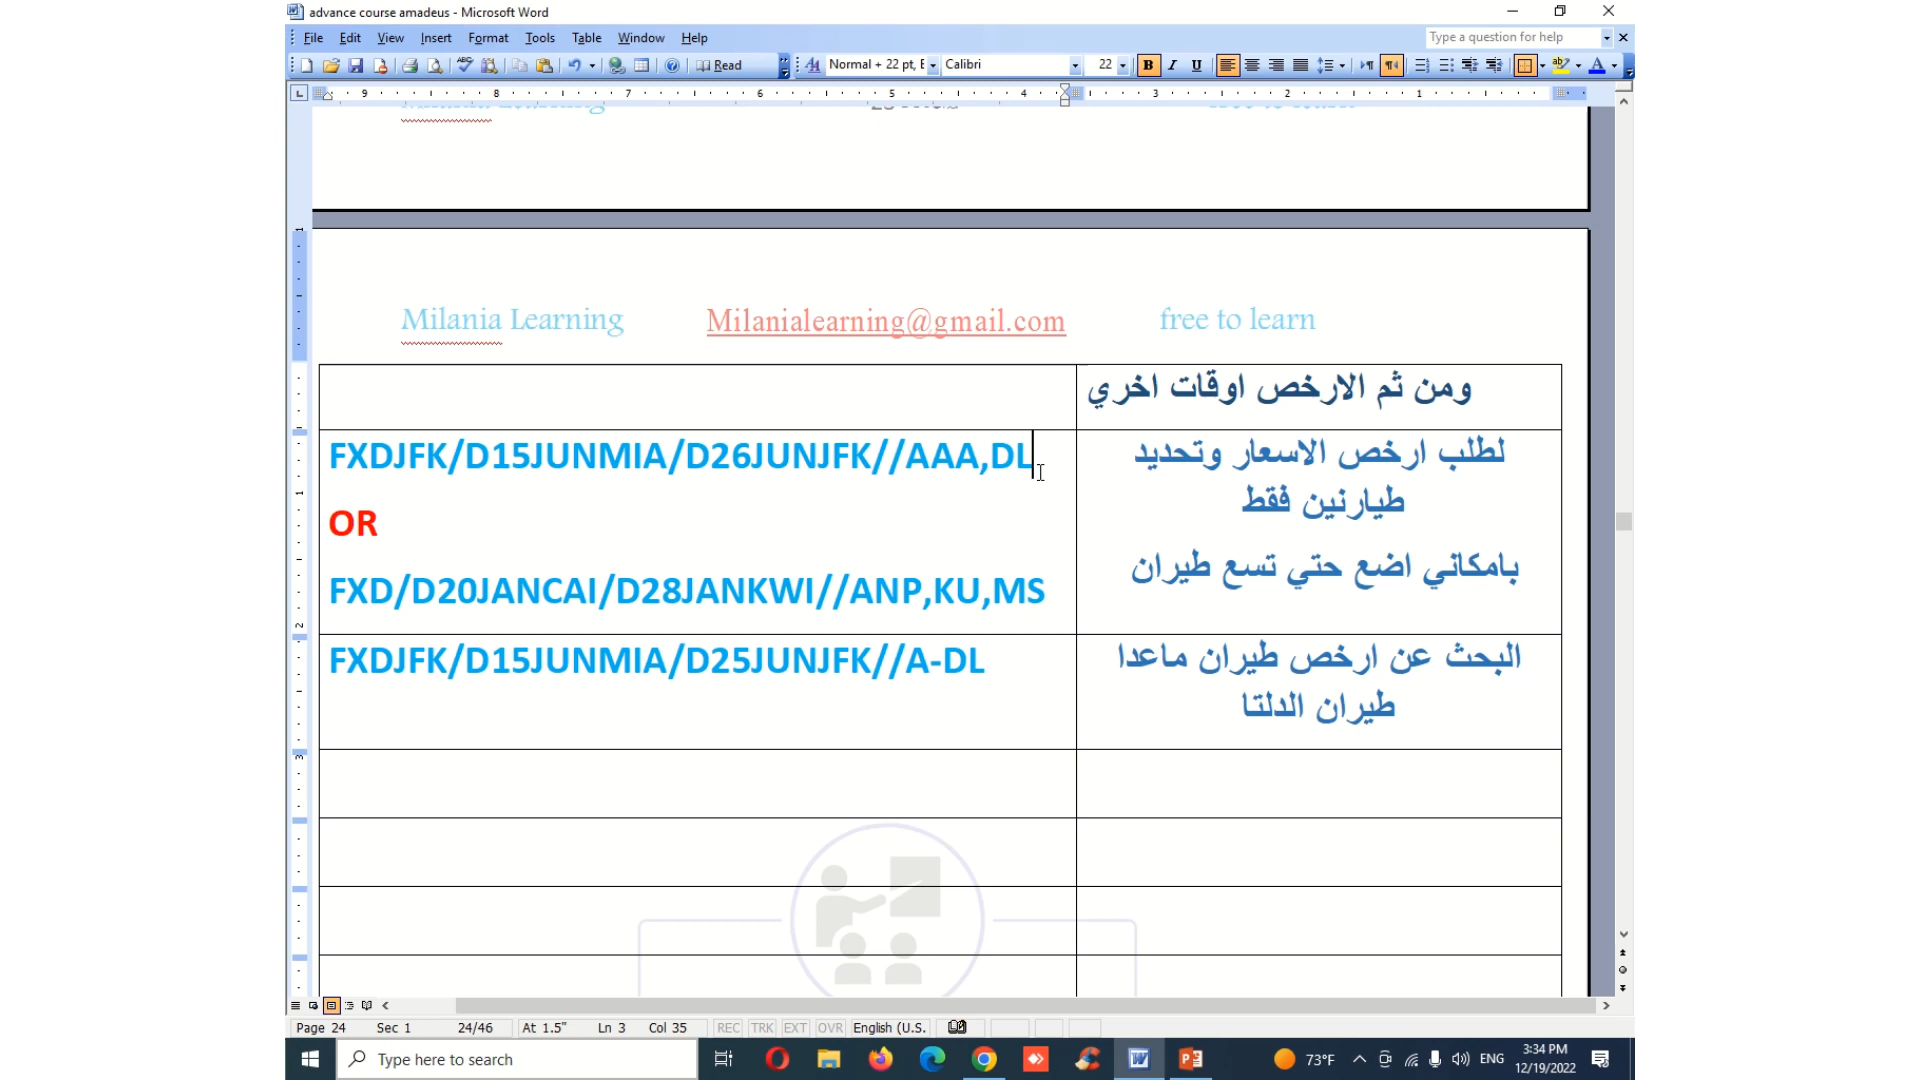 advance course amadeus - Microsoft Word
File Edit View Insert Format Tools Table Window Help
Type a question for help
Read
Normal + 22 pt, E
Calibri
22
Milania Learning Milanialearning@gmail.com free to learn
ومن ثم الارخص اوقات اخري
FXDJFK/D15JUNMIA/D26JUNJFK//AAA,DL
OR
FXD/D20JANCAI/D28JANKWI//ANP,KU,MS
لطلب ارخص الاسعار وتحديد
طيارنين فقط
بامكاني اضع حتي تسع طيران
FXDJFK/D15JUNMIA/D25JUNJFK//A-DL
البحث عن ارخص طيران ماعدا
طيران الدلتا
Page 24 Sec 1 24/46 At 1.5" Ln 3 Col 35 REC TRK EXT OVR English (U.S.
Type here to search
73°F
ENG
3:34 PM
12/19/2022